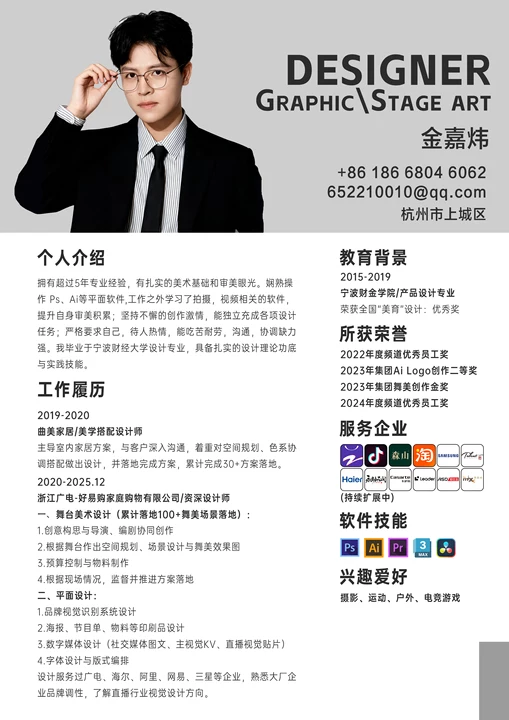 DESIGNER
GRAPHIC\STAGE ART
金嘉炜
+86 186 6804 6062
652210010@qq.com
杭州市上城区
个人介绍
拥有超过5年专业经验，有扎实的美术基础和审美眼光。娴熟操
作 Ps、Ai等平面软件,工作之外学习了拍摄，视频相关的软件，
提升自身审美积累；坚持不懈的创作激情，能独立充成各项设计
任务；严格要求自己，待人热情，能吃苦耐劳，沟通，协调缺力
强。我毕业于宁波财经大学设计专业，具备扎实的设计理论功底
与实践技能。
工作履历
2019-2020
曲美家居/美学搭配设计师
主导室内家居方案，与客户深入沟通，着重对空间规划、色系协
调搭配做出设计，并落地完成方案，累计完成30+方案落地。
2020-2025.12
浙江广电·好易购家庭购物有限公司/资深设计师
一、舞台美术设计（累计落地100+舞美场景落地）:
1.创意构思与导演、编剧协同创作
2.根据舞台作出空间规划、场景设计与舞美效果图
3.预算控制与物料制作
4.根据现场情况，监督并推进方案落地
二、平面设计:
1.品牌视觉识别系统设计
2.海报、节目单、物料等印刷品设计
3.数字媒体设计（社交媒体图文、主视觉KV、直播视觉贴片）
4.字体设计与版式编排
设计服务过广电、海尔、阿里、网易、三星等企业，熟悉大厂企
业品牌调性，了解直播行业视觉设计方向。
教育背景
2015-2019
宁波财金学院/产品设计专业
荣获全国“美育”设计：优秀奖
所获荣誉
2022年度频道优秀员工奖
2023年集团Ai Logo创作二等奖
2023年集团舞美创作金奖
2024年度频道优秀员工奖
服务企业
森山
淘
SAMSUNG
Haier
Casarte
Leader
(持续扩展中)
软件技能
Ps
Ai
Pr
3
MAX
兴趣爱好
摄影、运动、户外、电竞游戏